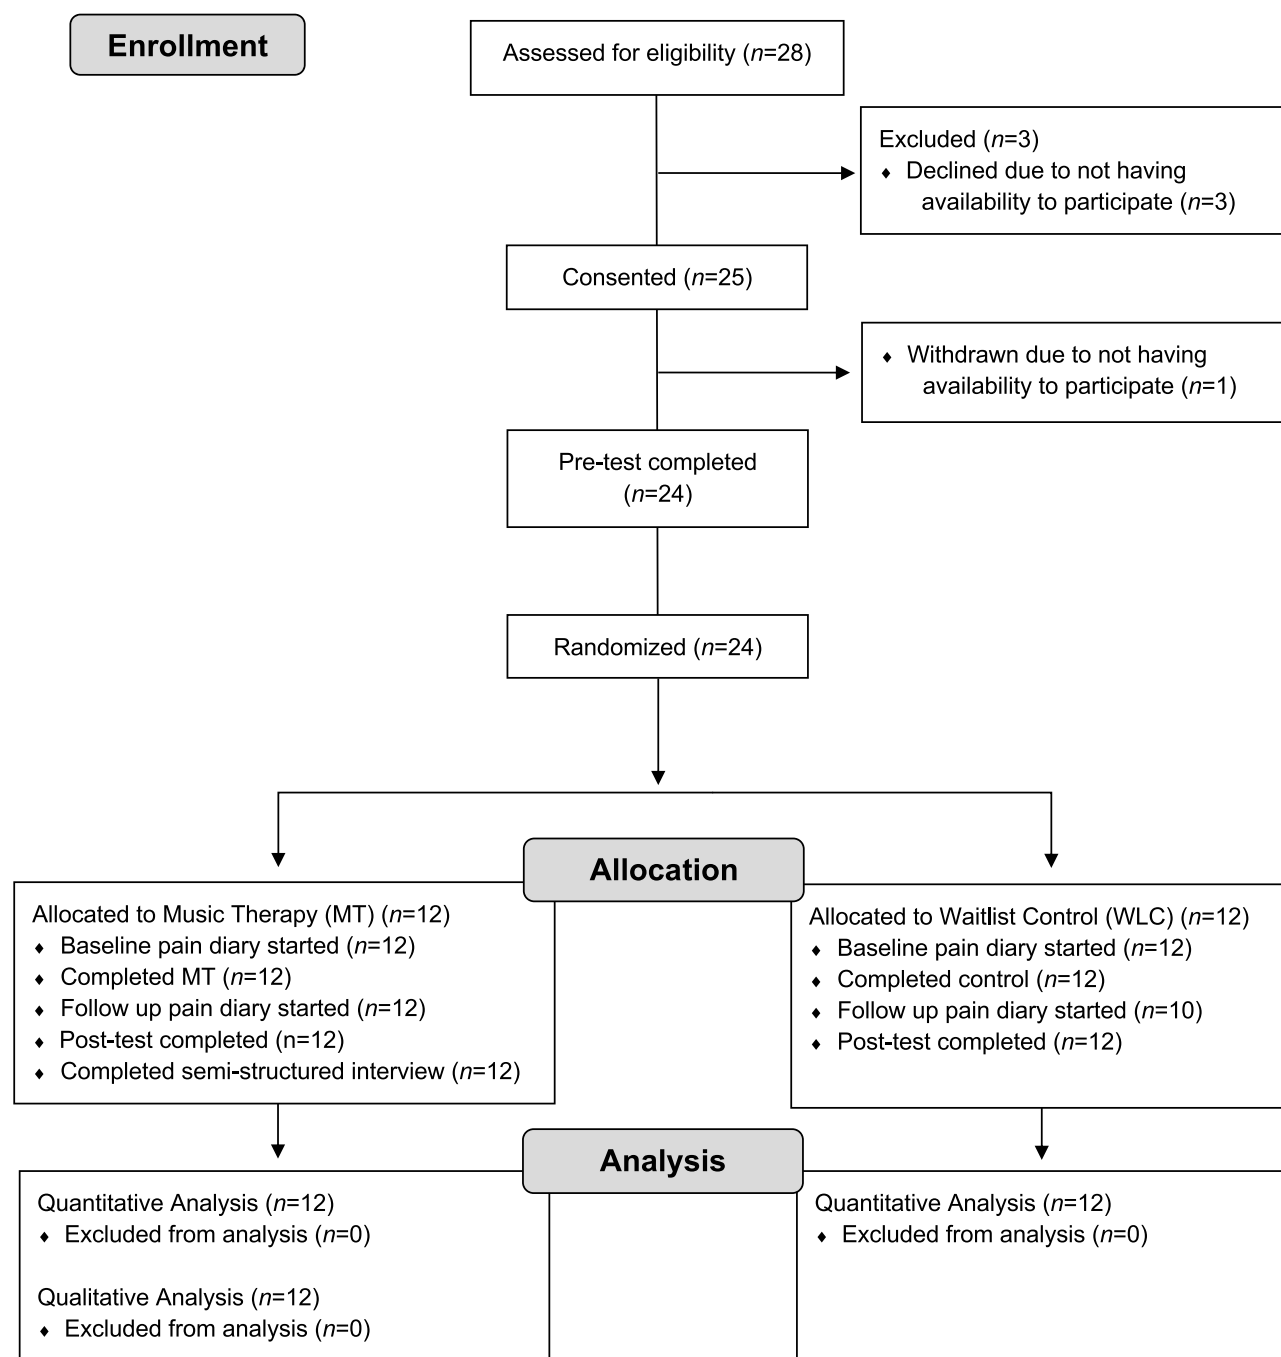 Enrollment
Assessed for eligibility (n=28)
Excluded (n=3)
⬧ Declined due to not having
availability to participate (n=3)
Consented (n=25)
⬧ Withdrawn due to not having
availability to participate (n=1)
Pre-test completed
(n=24)
Randomized (n=24)
Allocation
Allocated to Music Therapy (MT) (n=12)
⬧ Baseline pain diary started (n=12)
⬧ Completed MT (n=12)
⬧ Follow up pain diary started (n=12)
⬧ Post-test completed (n=12)
⬧ Completed semi-structured interview (n=12)
Allocated to Waitlist Control (WLC) (n=12)
⬧ Baseline pain diary started (n=12)
⬧ Completed control (n=12)
⬧ Follow up pain diary started (n=10)
⬧ Post-test completed (n=12)
Analysis
Quantitative Analysis (n=12)
⬧ Excluded from analysis (n=0)
Qualitative Analysis (n=12)
⬧ Excluded from analysis (n=0)
Quantitative Analysis (n=12)
⬧ Excluded from analysis (n=0)